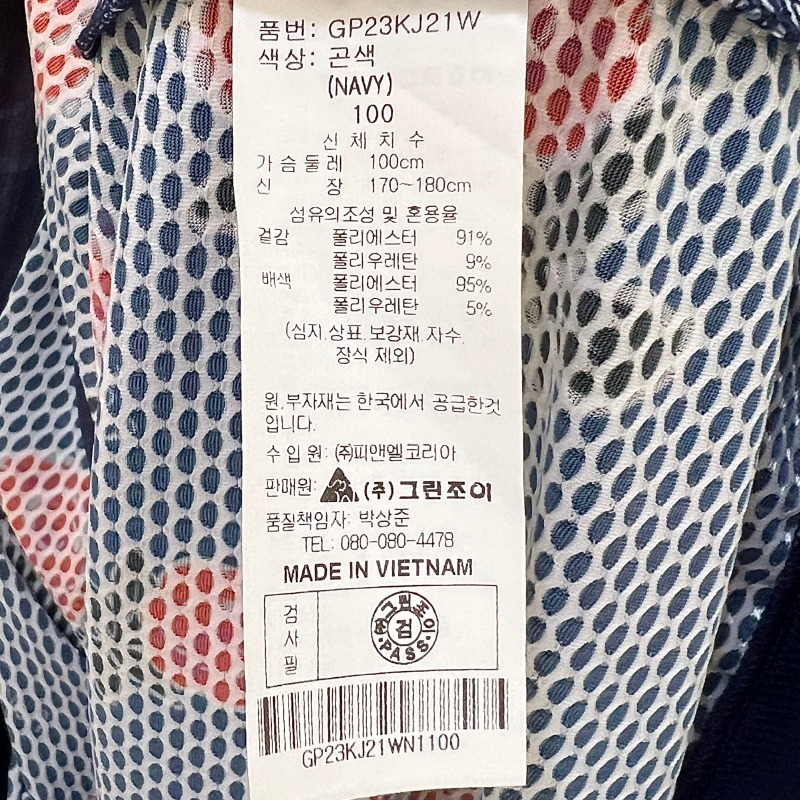 품번: GP23KJ21W
색상: 곤색
(NAVY)
100
신 체 치 수
가 슴 둘 레 100cm
신 장 170~180cm
섬유의조성 및 혼용율
겉감 폴리에스터 91%
폴리우레탄 9%
배색 폴리에스터 95%
폴리우레탄 5%
(심지,상표,보강재,자수,
장식 제외)
원,부자재는 한국에서 공급한것
입니다.
수 입 원: ㈜피앤엘코리아
판매원: (주)그린조이
품질책임자: 박상준
TEL: 080-080-4478
MADE IN VIETNAM
검사필
㈜그린조이
검
PASS
GP23KJ21WN1100